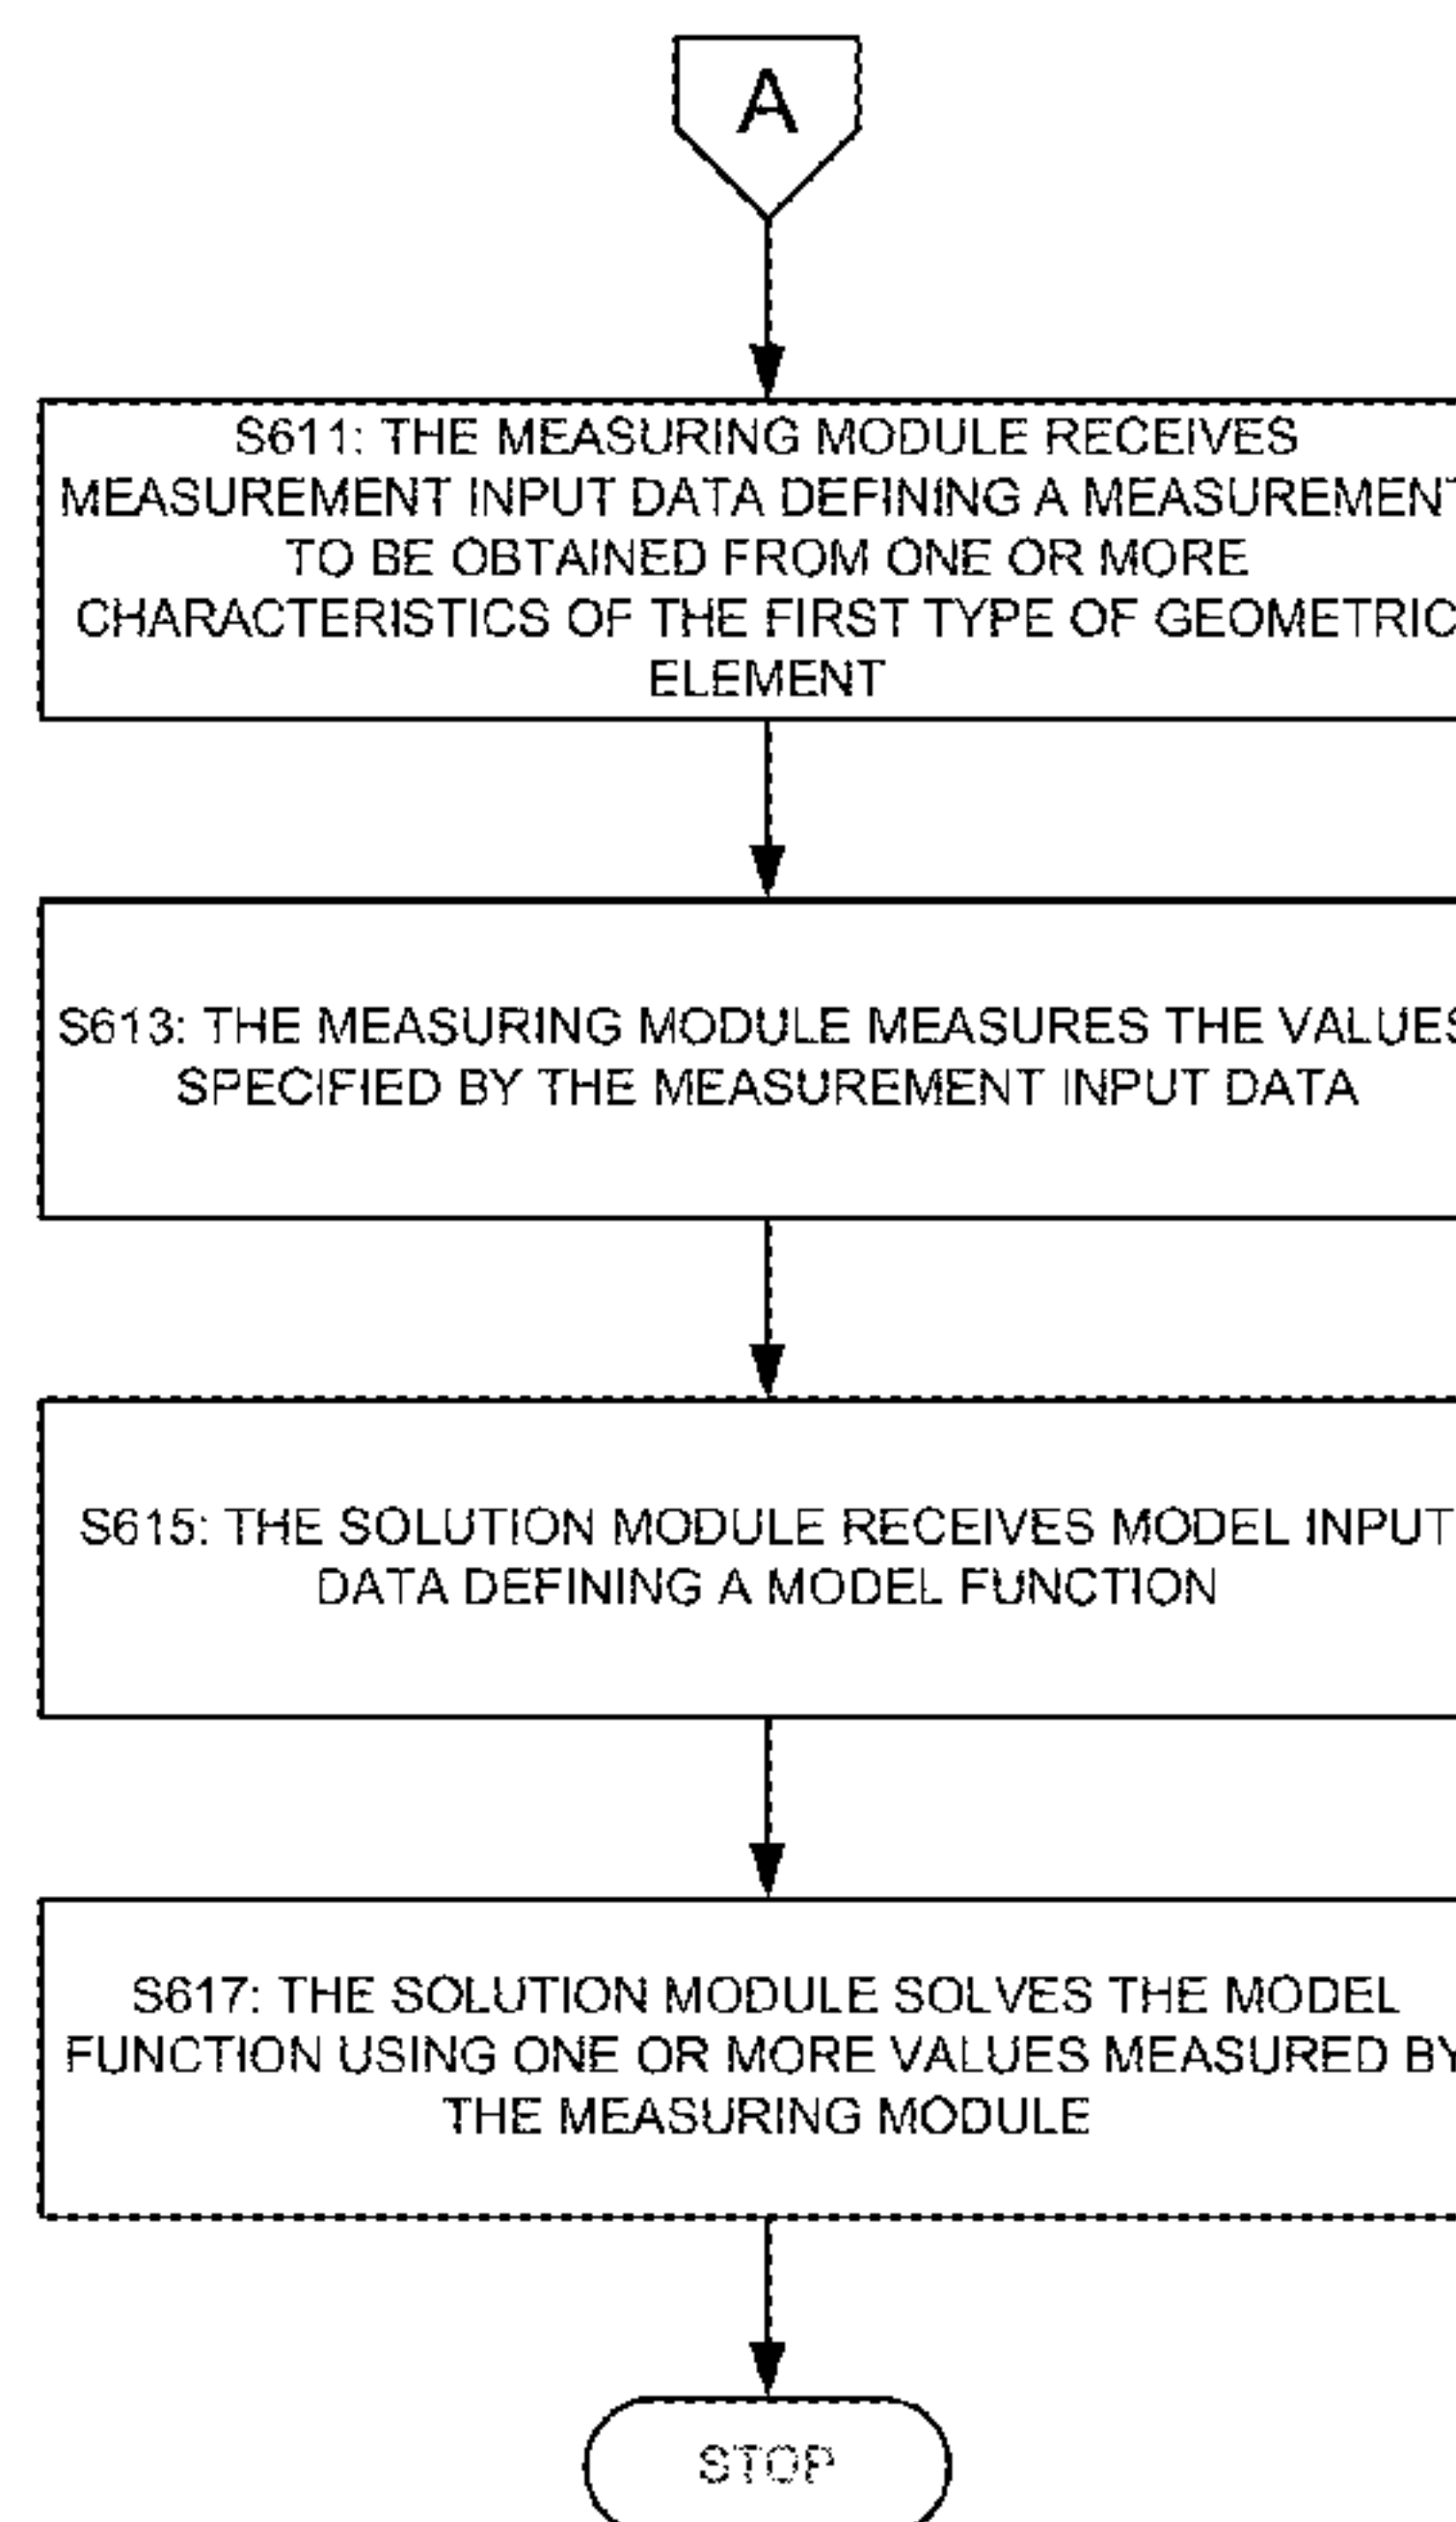 A
S611: THE MEASURING MODULE RECEIVES
MEASUREMENT INPUT DATA DEFINING A MEASUREMENT
TO BE OBTAINED FROM ONE OR MORE
CHARACTERISTICS OF THE FIRST TYPE OF GEOMETRIC
ELEMENT
S613: THE MEASURING MODULE MEASURES THE VALUES
SPECIFIED BY THE MEASUREMENT INPUT DATA
S615: THE SOLUTION MODULE RECEIVES MODEL INPUT
DATA DEFINING A MODEL FUNCTION
S617: THE SOLUTION MODULE SOLVES THE MODEL
FUNCTION USING ONE OR MORE VALUES MEASURED BY
THE MEASURING MODULE
STOP